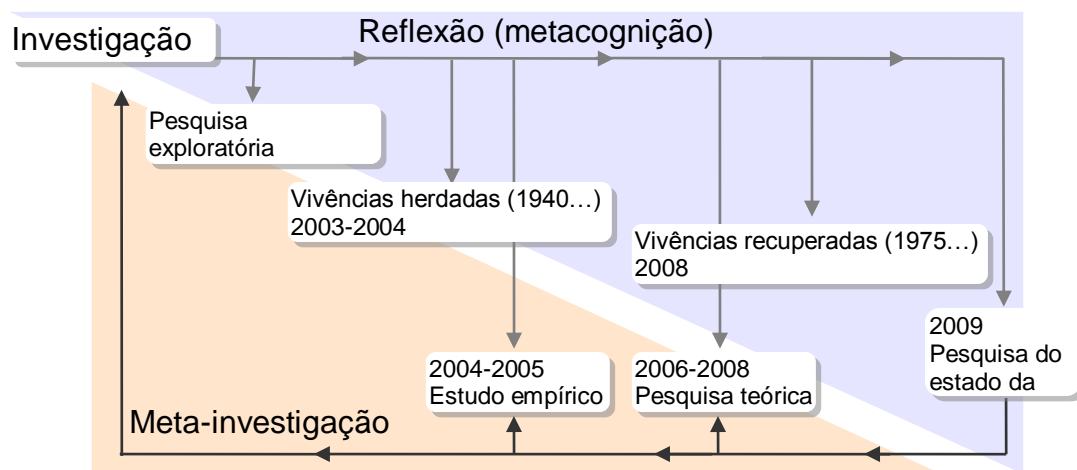 Investigação
Reflexão (metacognição)
Pesquisa
exploratória
Vivências herdadas (1940…)
2003-2004
Vivências recuperadas (1975…)
2008
2004-2005
Estudo empírico
2006-2008
Pesquisa teórica
2009
Pesquisa do
estado da
Meta-investigação